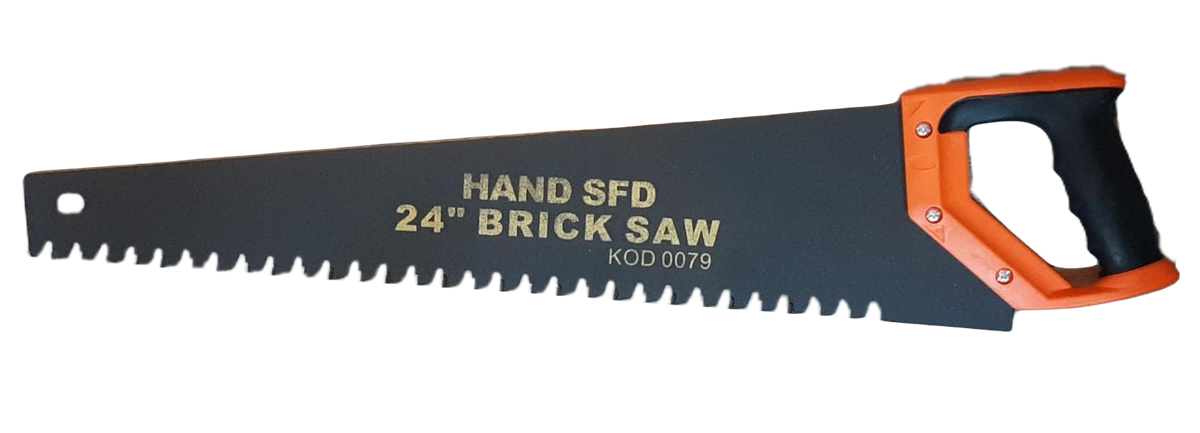 HAND SFD
24" BRICK SAW
KOD 0079